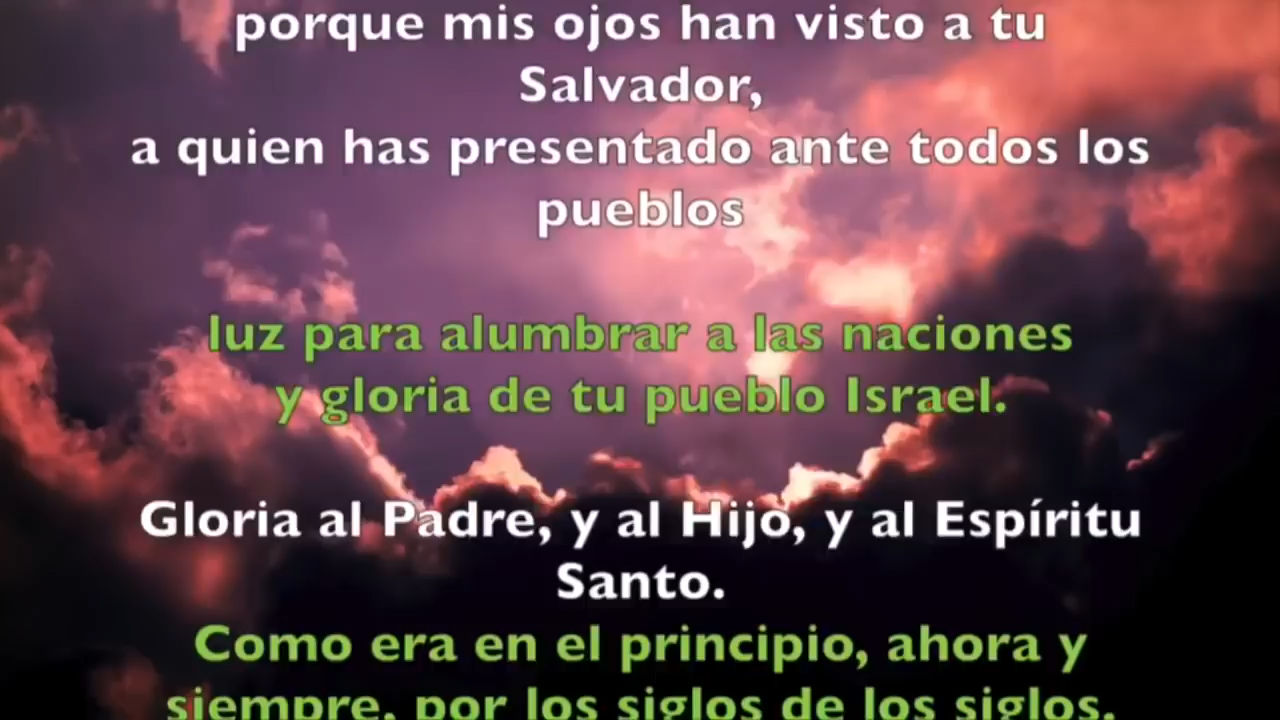 porque mis ojos han visto a tu
Salvador,
a quien has presentado ante todos los
pueblos
luz para alumbrar a las naciones
y gloria de tu pueblo Israel.
Gloria al Padre, y al Hijo, y al Espíritu
Santo.
Como era en el principio, ahora y
siempre, por los siglos de los siglos.